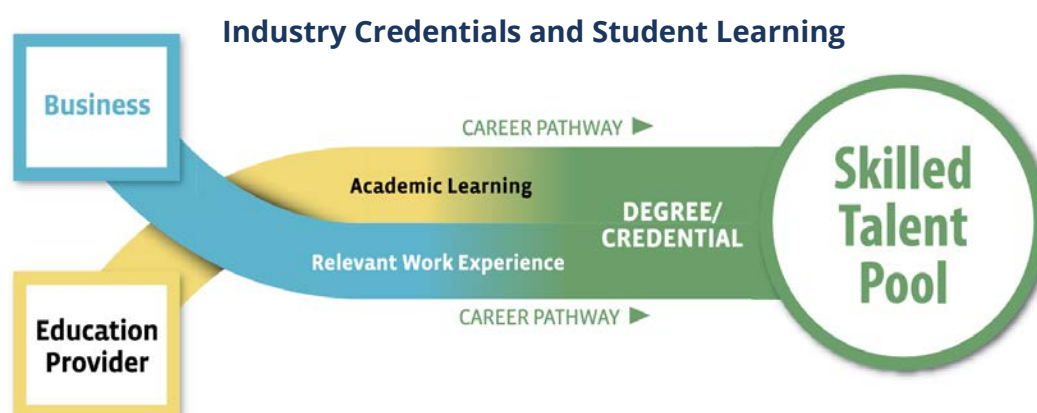 Industry Credentials and Student Learning
Business
CAREER PATHWAY ▶
Academic Learning
DEGREE/
CREDENTIAL
Relevant Work Experience
CAREER PATHWAY ▶
Education
Provider
Skilled
Talent
Pool